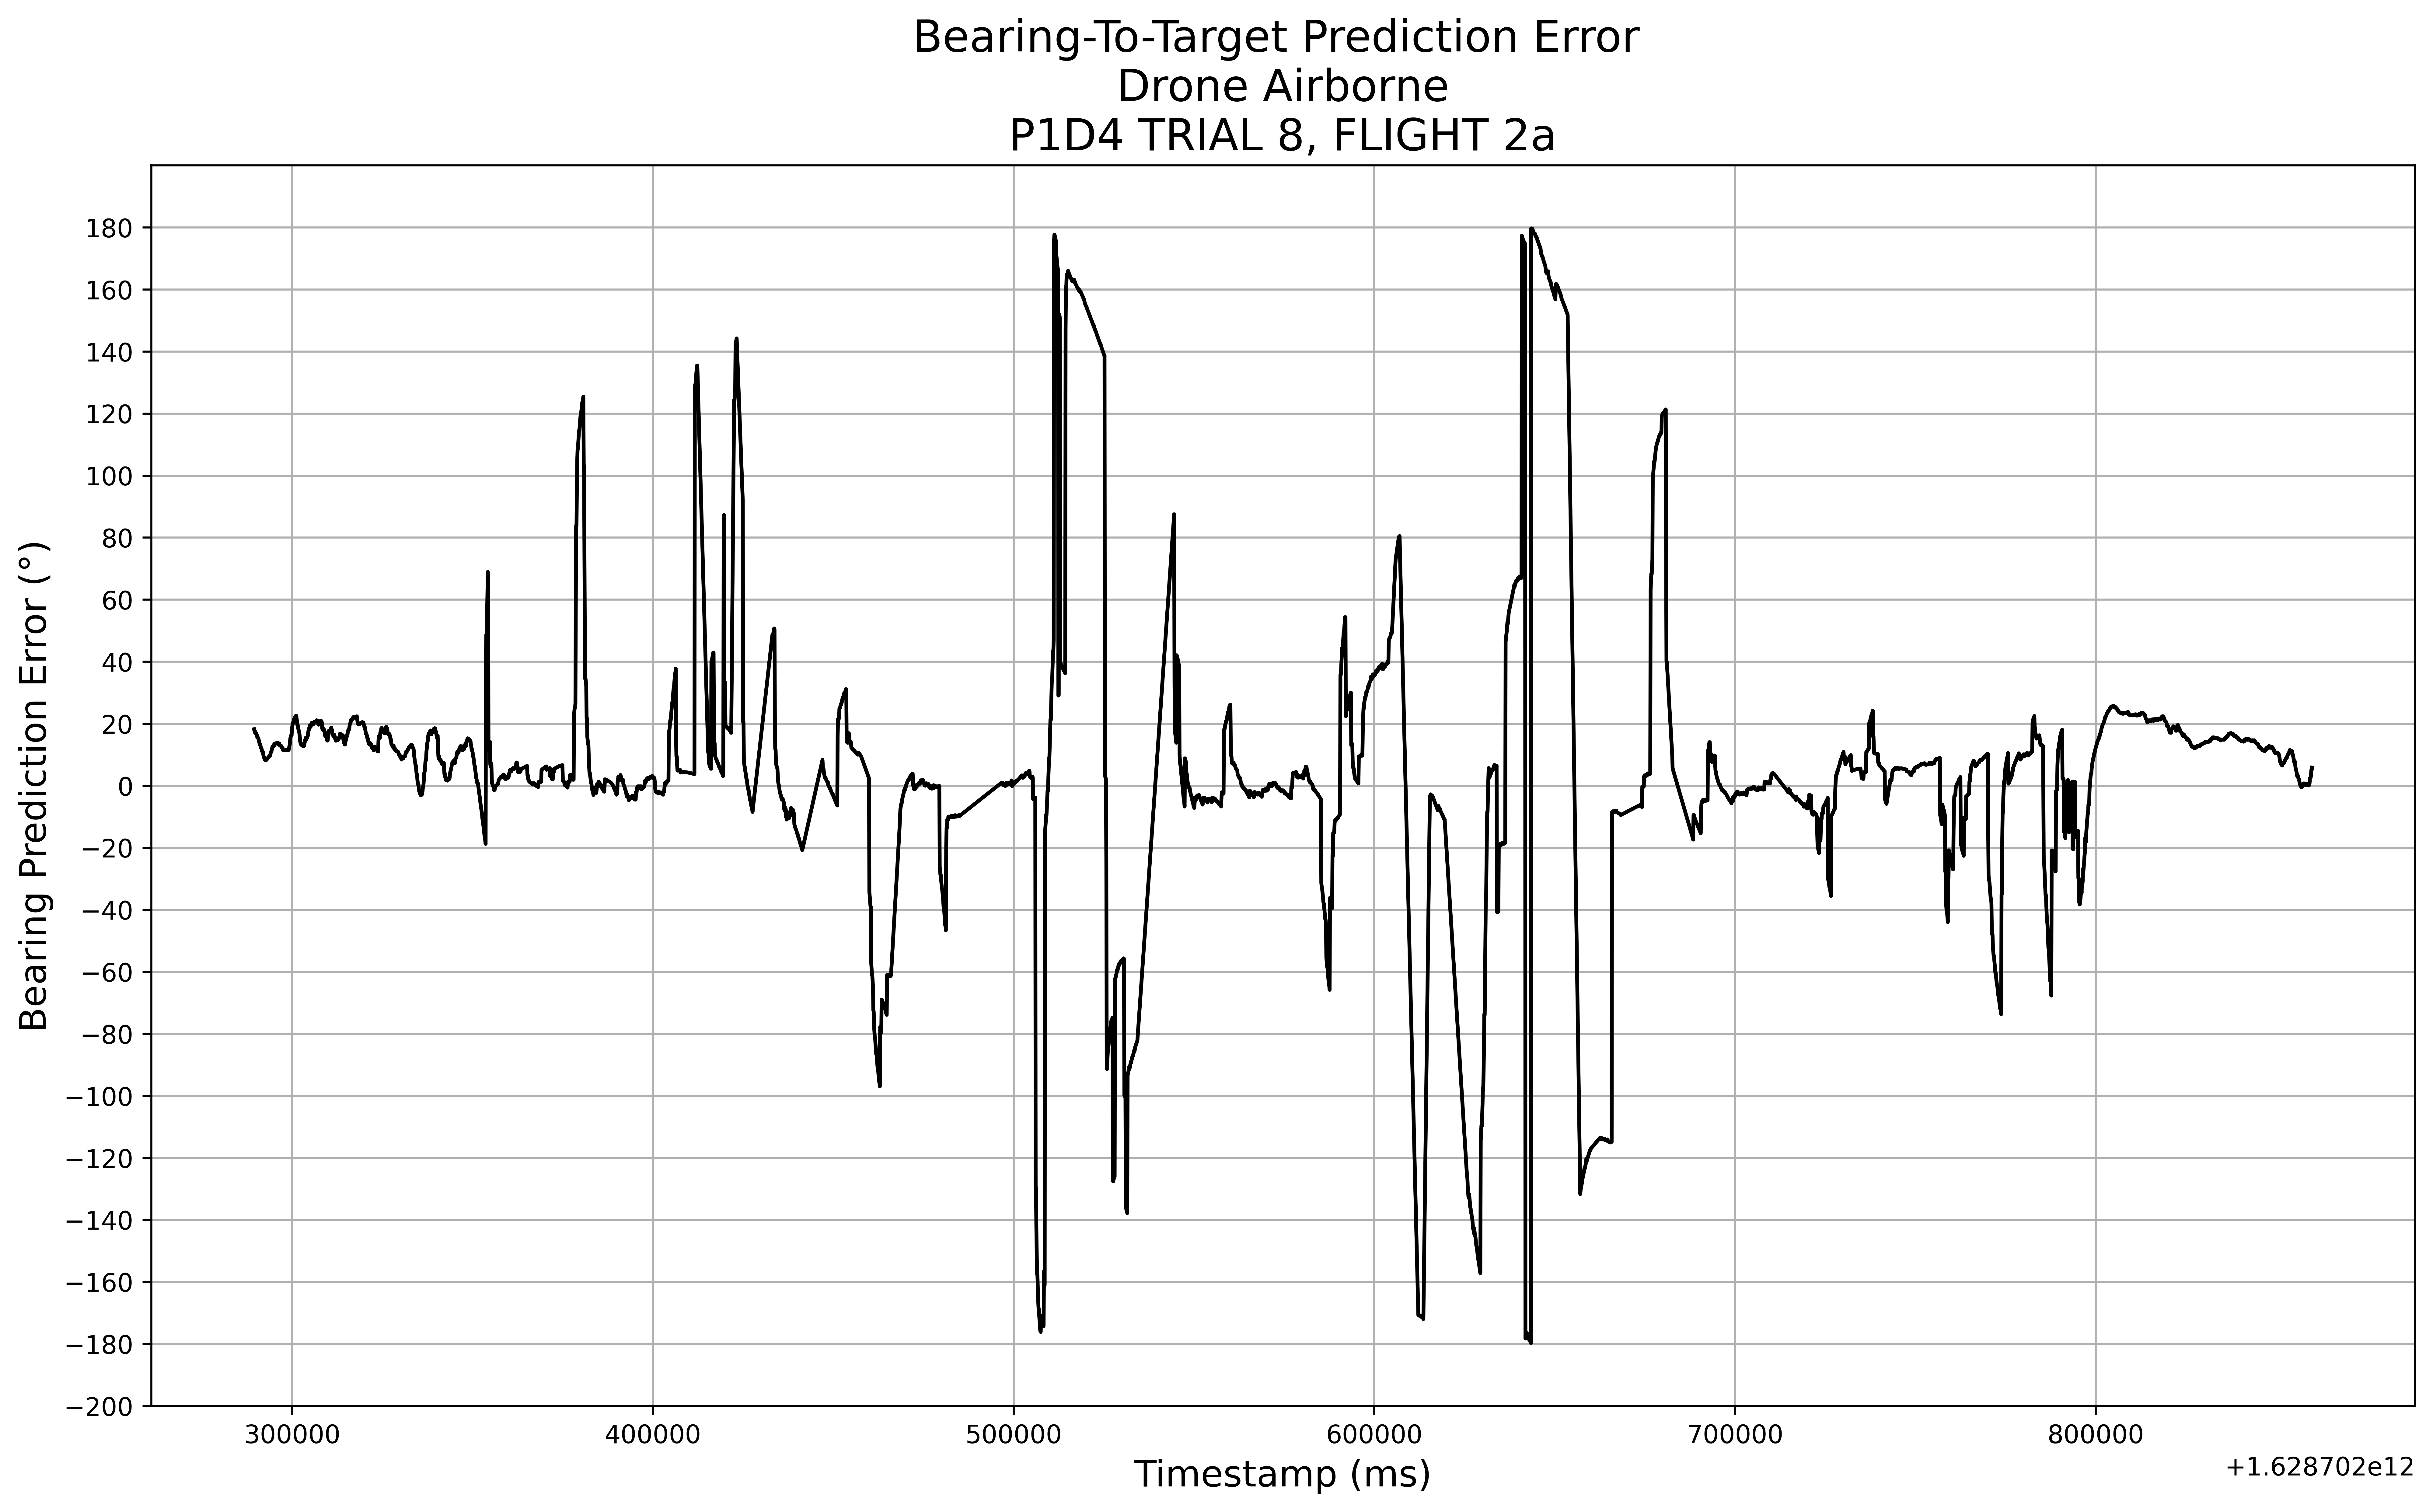 Bearing-To-Target Prediction Error
Drone Airborne
P1D4 TRIAL 8, FLIGHT 2a
Bearing Prediction Error (°)
180
160
140
120
100
80
60
40
20
0
−20
−40
−60
−80
−100
−120
−140
−160
−180
−200
300000 400000 500000 600000 700000 800000
Timestamp (ms)
+1.628702e12